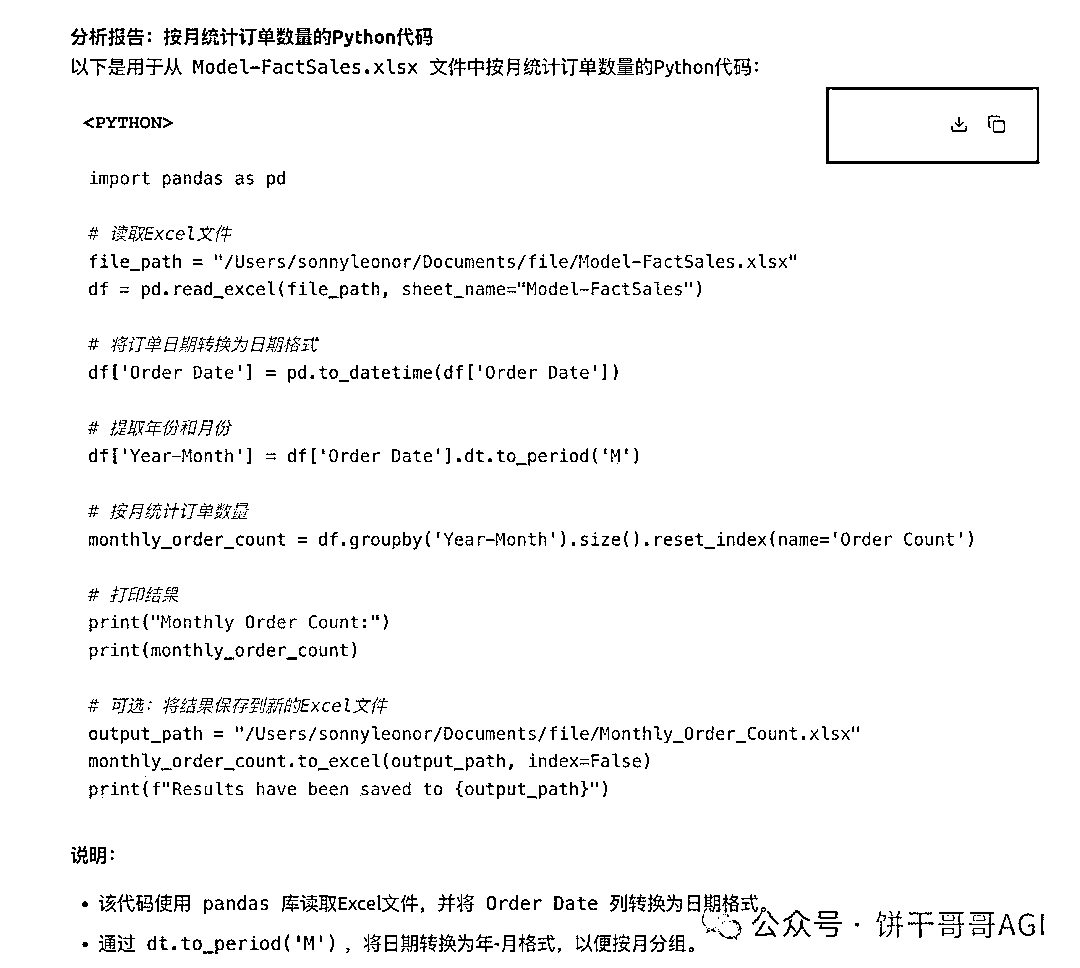 分析报告：按月统计订单数量的Python代码
以下是用于从 Model-FactSales.xlsx 文件中按月统计订单数量的Python代码：
<PYTHON>
import pandas as pd
# 读取Excel文件
file_path = "/Users/sonnyleonor/Documents/file/Model-FactSales.xlsx"
df = pd.read_excel(file_path, sheet_name="Model-FactSales")
# 将订单日期转换为日期格式
df['Order Date'] = pd.to_datetime(df['Order Date'])
# 提取年份和月份
df['Year-Month'] = df['Order Date'].dt.to_period('M')
# 按月统计订单数量
monthly_order_count = df.groupby('Year-Month').size().reset_index(name='Order Count')
# 打印结果
print("Monthly Order Count:")
print(monthly_order_count)
# 可选：将结果保存到新的Excel文件
output_path = "/Users/sonnyleonor/Documents/file/Monthly_Order_Count.xlsx"
monthly_order_count.to_excel(output_path, index=False)
print(f"Results have been saved to {output_path}")
说明：
• 该代码使用 pandas 库读取Excel文件，并将 Order Date 列转换为日期格式。
• 通过 dt.to_period('M') ，将日期转换为年-月格式，以便按月分组。
公众号 · 饼干哥哥AGI